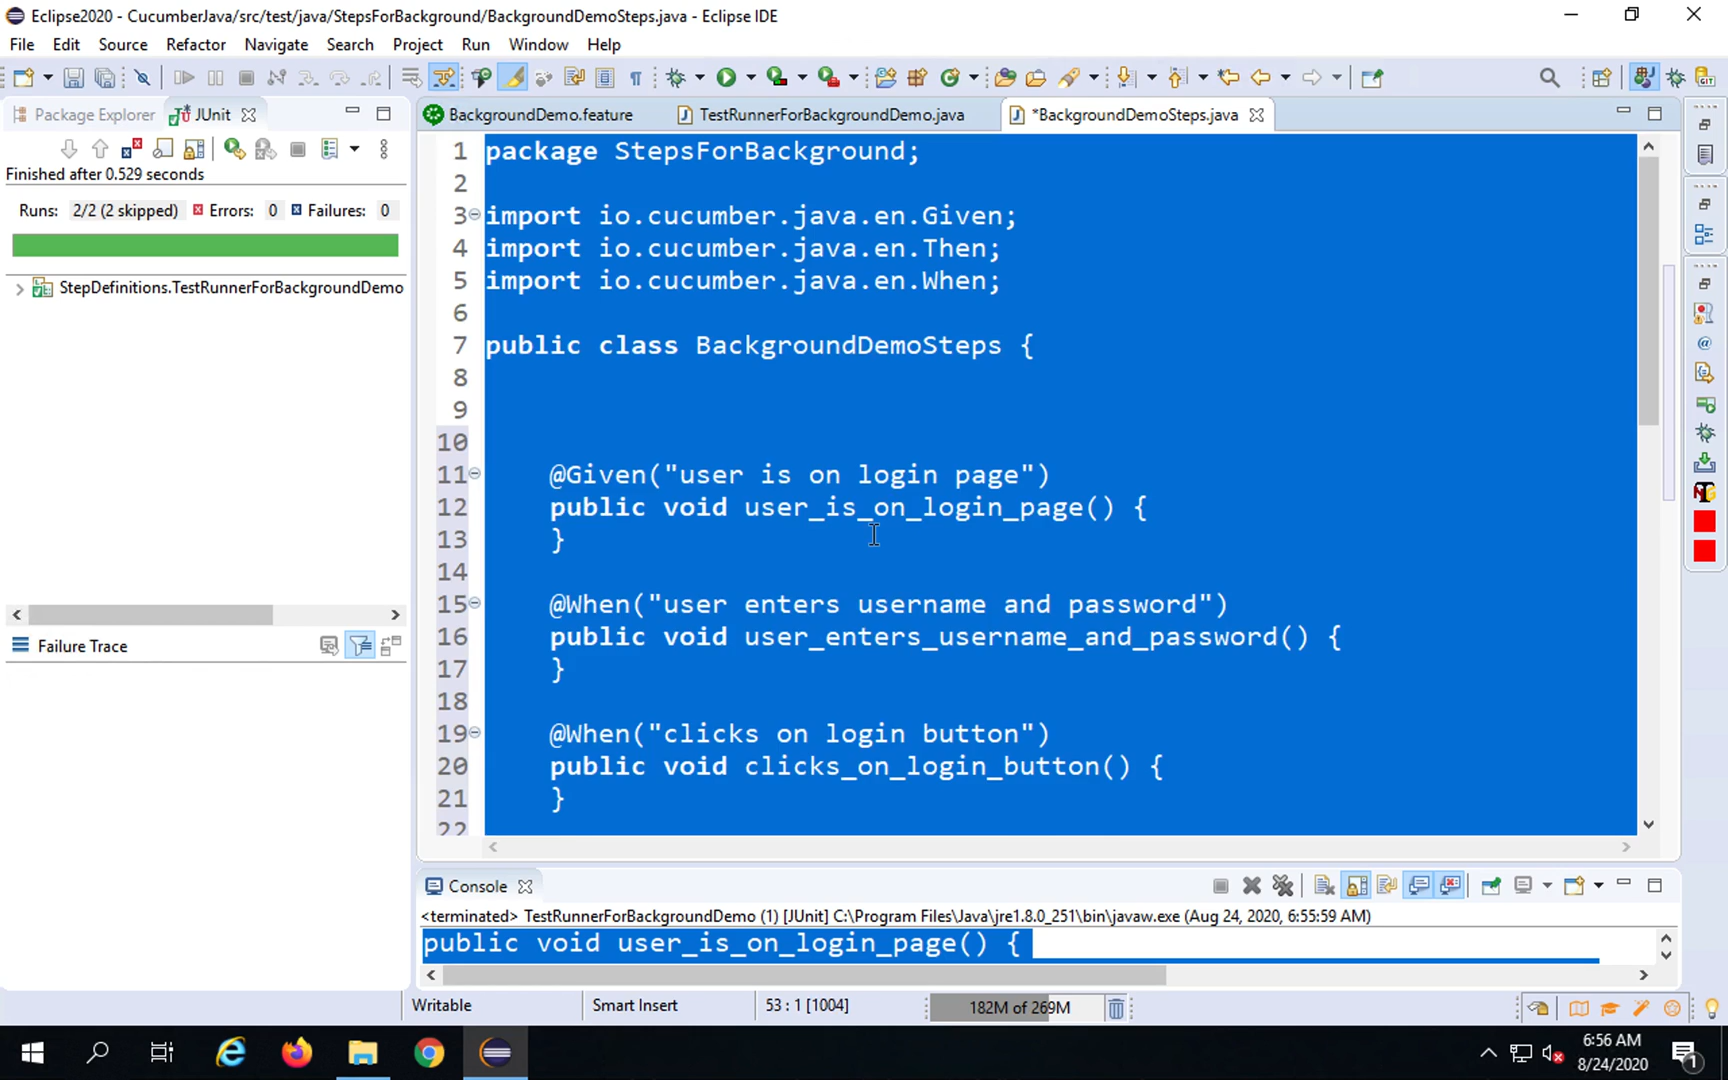 Eclipse2020 - CucumberJava/src/test/java/StepsForBackground/BackgroundDemoSteps.java - Eclipse IDE
File Edit Source Refactor Navigate Search Project Run Window Help
Package Explorer JUnit
BackgroundDemo.feature TestRunnerForBackgroundDemo.java *BackgroundDemoSteps.java
Finished after 0.529 seconds
Runs: 2/2 (2 skipped) Errors: 0 Failures: 0
StepDefinitions.TestRunnerForBackgroundDemo
Failure Trace
1 package StepsForBackground;
2
3 import io.cucumber.java.en.Given;
4 import io.cucumber.java.en.Then;
5 import io.cucumber.java.en.When;
6
7 public class BackgroundDemoSteps {
8
9
10
11 @Given("user is on login page")
12 public void user_is_on_login_page() {
13 }
14
15 @When("user enters username and password")
16 public void user_enters_username_and_password() {
17 }
18
19 @When("clicks on login button")
20 public void clicks_on_login_button() {
21 }
22
Console
<terminated> TestRunnerForBackgroundDemo (1) [JUnit] C:\Program Files\Java\jre1.8.0_251\bin\javaw.exe (Aug 24, 2020, 6:55:59 AM)
public void user_is_on_login_page() {
Writable Smart Insert 53 : 1 [1004] 182M of 269M
6:56 AM
8/24/2020
1